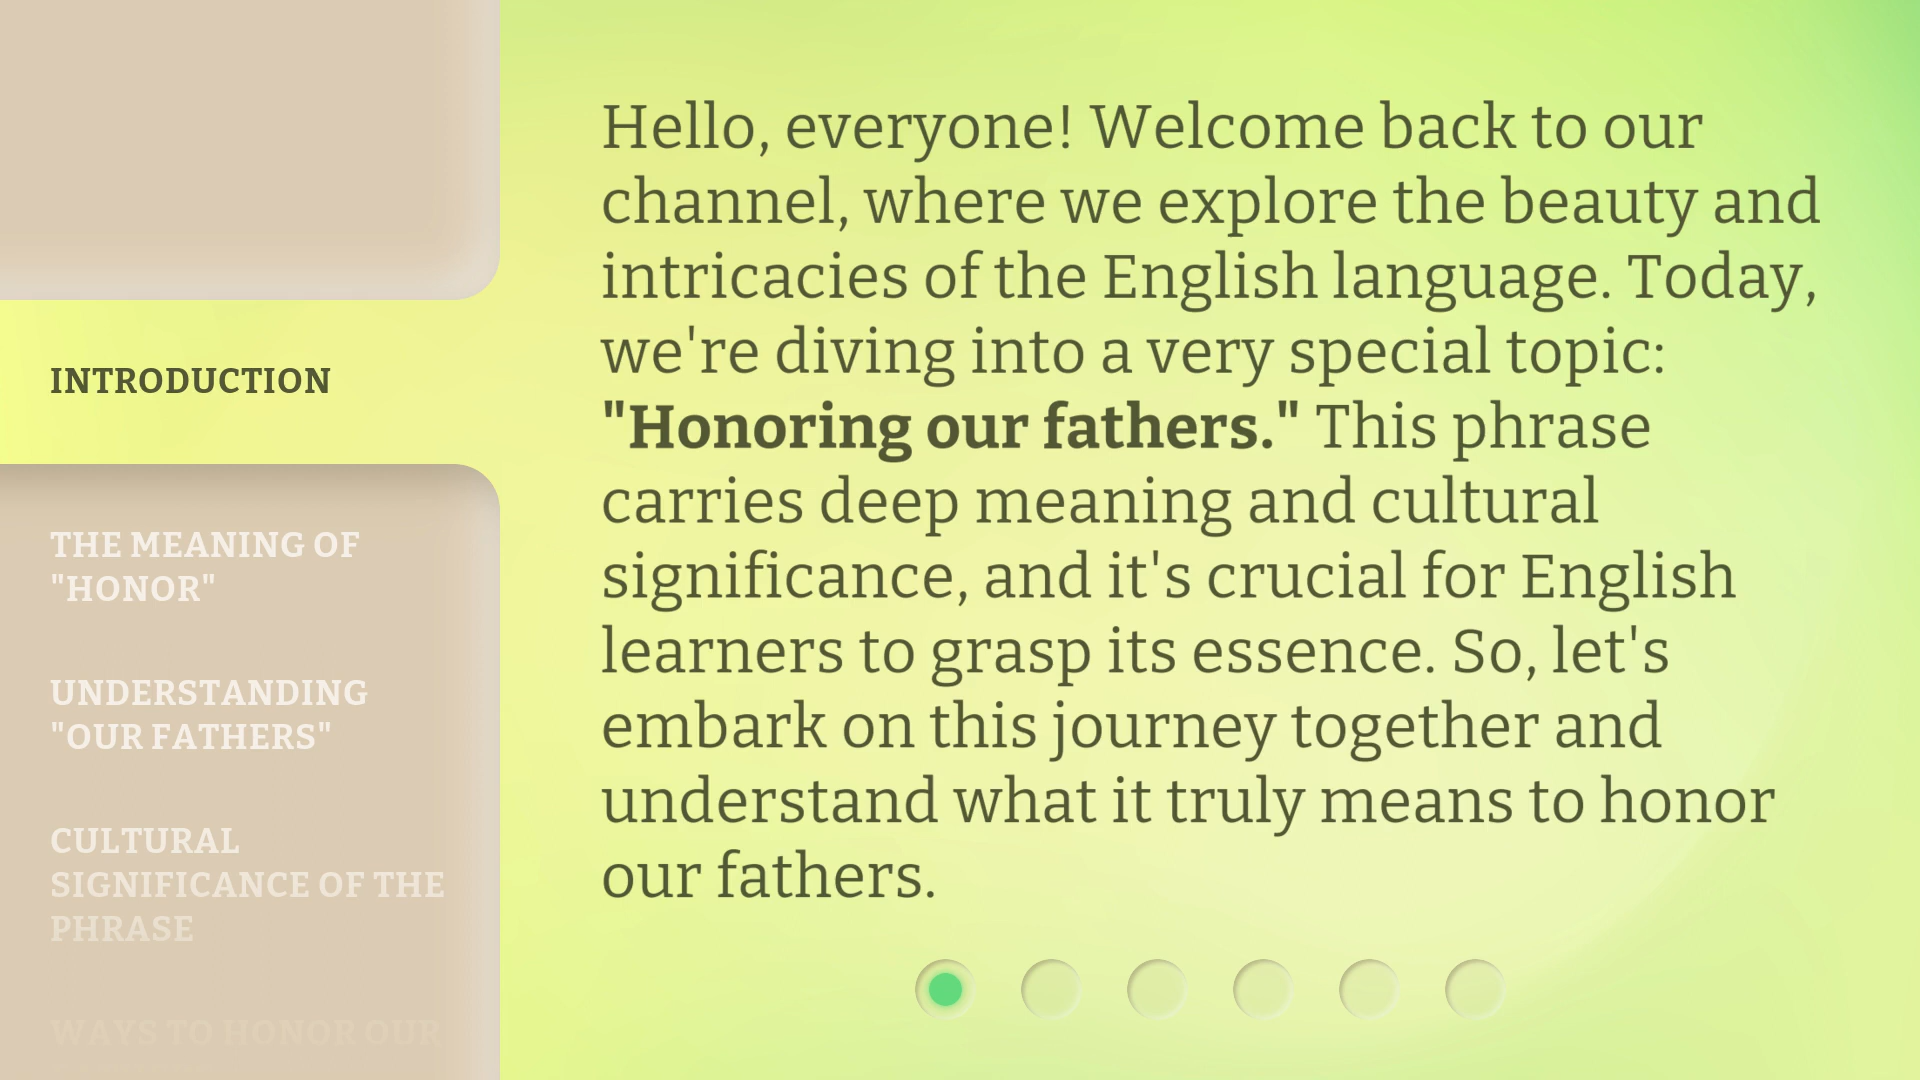 INTRODUCTION
THE MEANING OF
"HONOR"
UNDERSTANDING
"OUR FATHERS"
CULTURAL
SIGNIFICANCE OF THE
PHRASE
WAYS TO HONOR OUR
Hello, everyone! Welcome back to our
channel, where we explore the beauty and
intricacies of the English language. Today,
we're diving into a very special topic:
"Honoring our fathers." This phrase
carries deep meaning and cultural
significance, and it's crucial for English
learners to grasp its essence. So, let's
embark on this journey together and
understand what it truly means to honor
our fathers.